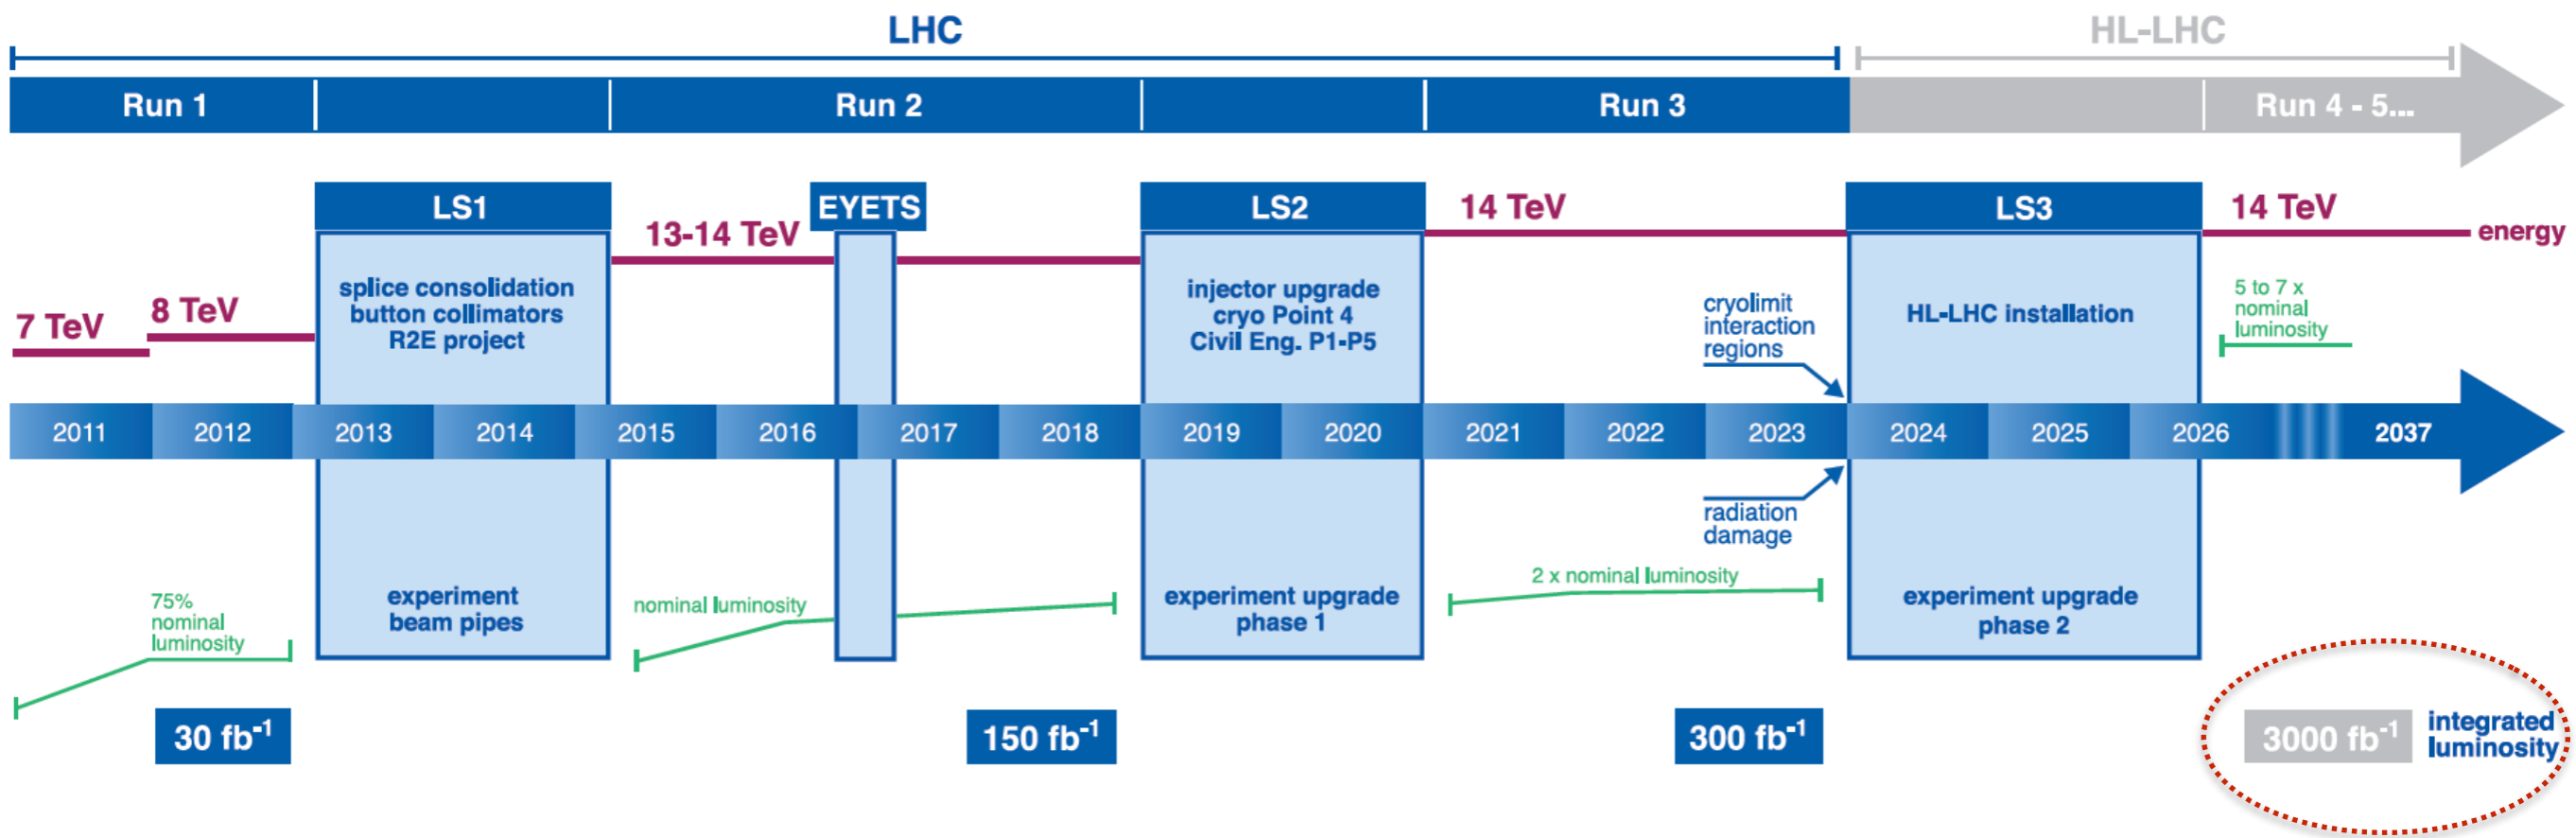 LHC
HL-LHC
Run 1
Run 2
Run 3
Run 4 - 5...
LS1
EYETS
LS2
14 TeV
LS3
14 TeV
energy
13-14 TeV
7 TeV
8 TeV
splice consolidation
button collimators
R2E project
injector upgrade
cryo Point 4
Civil Eng. P1-P5
cryolimit
interaction
regions
HL-LHC installation
5 to 7 x
nominal
luminosity
2011
2012
2013
2014
2015
2016
2017
2018
2019
2020
2021
2022
2023
2024
2025
2026
2037
radiation
damage
75%
nominal
luminosity
experiment
beam pipes
nominal luminosity
experiment upgrade
phase 1
2 x nominal luminosity
experiment upgrade
phase 2
30 fb⁻¹
150 fb⁻¹
300 fb⁻¹
3000 fb⁻¹
integrated
luminosity